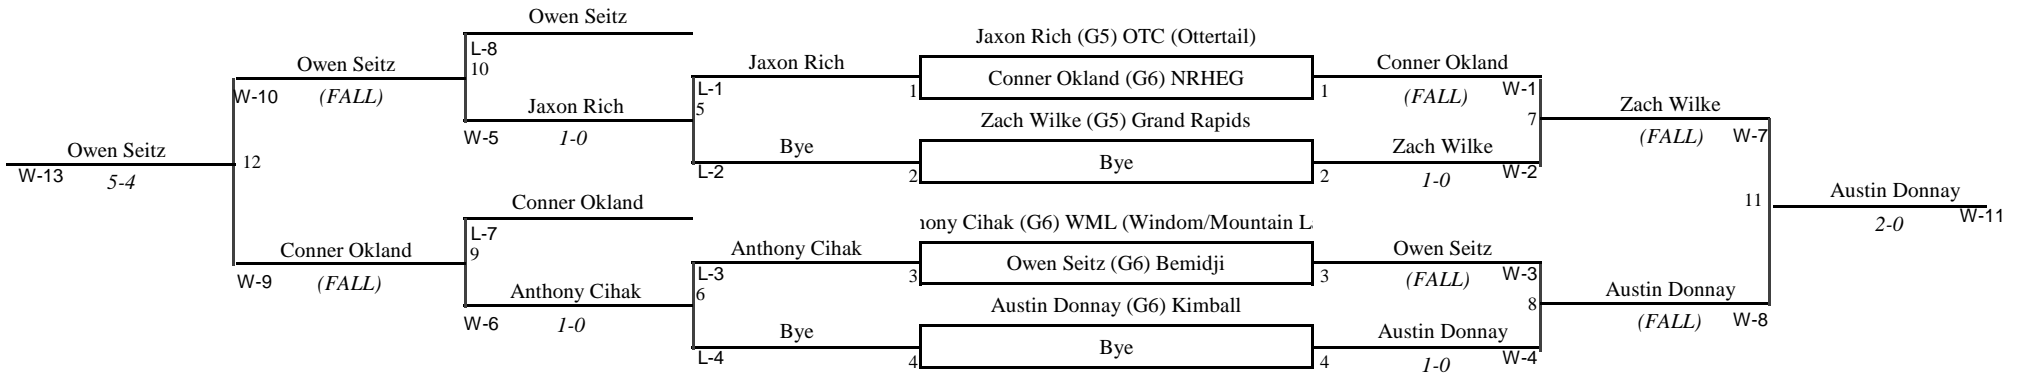 Owen Seitz
Jaxon Rich (G5) OTC (Ottertail)
L-8
Owen Seitz
Jaxon Rich
Conner Okland
10
Conner Okland (G6) NRHEG
W-10
(FALL)
L-1
1
1
(FALL)
W-1
Jaxon Rich
5
Zach Wilke
Zach Wilke (G5) Grand Rapids
7
W-5
1-0
(FALL)
W-7
Owen Seitz
Bye
Zach Wilke
12
Bye
W-13
5-4
L-2
2
2
1-0
W-2
Austin Donnay
Conner Okland
11
2-0
W-11
hony Cihak (G6) WML (Windom/Mountain L
L-7
Conner Okland
9
Anthony Cihak
Owen Seitz
Owen Seitz (G6) Bemidji
W-9
(FALL)
L-3
3
3
(FALL)
W-3
Anthony Cihak
6
Austin Donnay
Austin Donnay (G6) Kimball
8
W-6
1-0
(FALL)
W-8
Bye
Austin Donnay
Bye
L-4
4
4
1-0
W-4